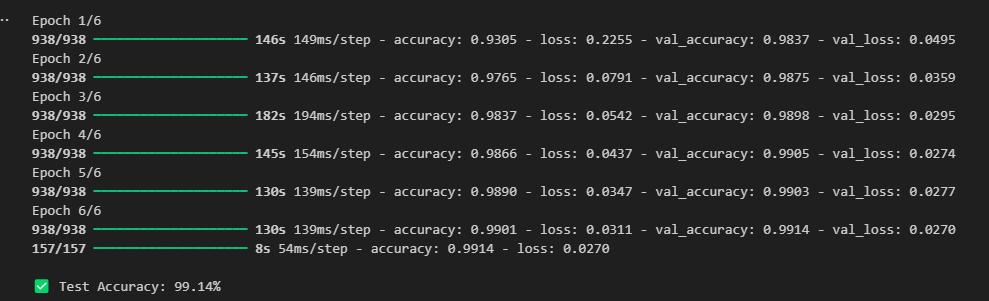 Epoch 1/6
938/938 ━━━━━━━━━━━━━━━━━━━━ 146s 149ms/step - accuracy: 0.9305 - loss: 0.2255 - val_accuracy: 0.9837 - val_loss: 0.0495
Epoch 2/6
938/938 ━━━━━━━━━━━━━━━━━━━━ 137s 146ms/step - accuracy: 0.9765 - loss: 0.0791 - val_accuracy: 0.9875 - val_loss: 0.0359
Epoch 3/6
938/938 ━━━━━━━━━━━━━━━━━━━━ 182s 194ms/step - accuracy: 0.9837 - loss: 0.0542 - val_accuracy: 0.9898 - val_loss: 0.0295
Epoch 4/6
938/938 ━━━━━━━━━━━━━━━━━━━━ 145s 154ms/step - accuracy: 0.9866 - loss: 0.0437 - val_accuracy: 0.9905 - val_loss: 0.0274
Epoch 5/6
938/938 ━━━━━━━━━━━━━━━━━━━━ 130s 139ms/step - accuracy: 0.9890 - loss: 0.0347 - val_accuracy: 0.9903 - val_loss: 0.0277
Epoch 6/6
938/938 ━━━━━━━━━━━━━━━━━━━━ 130s 139ms/step - accuracy: 0.9901 - loss: 0.0311 - val_accuracy: 0.9914 - val_loss: 0.0270
157/157 ━━━━━━━━━━━━━━━━━━━━ 8s 54ms/step - accuracy: 0.9914 - loss: 0.0270
✅ Test Accuracy: 99.14%